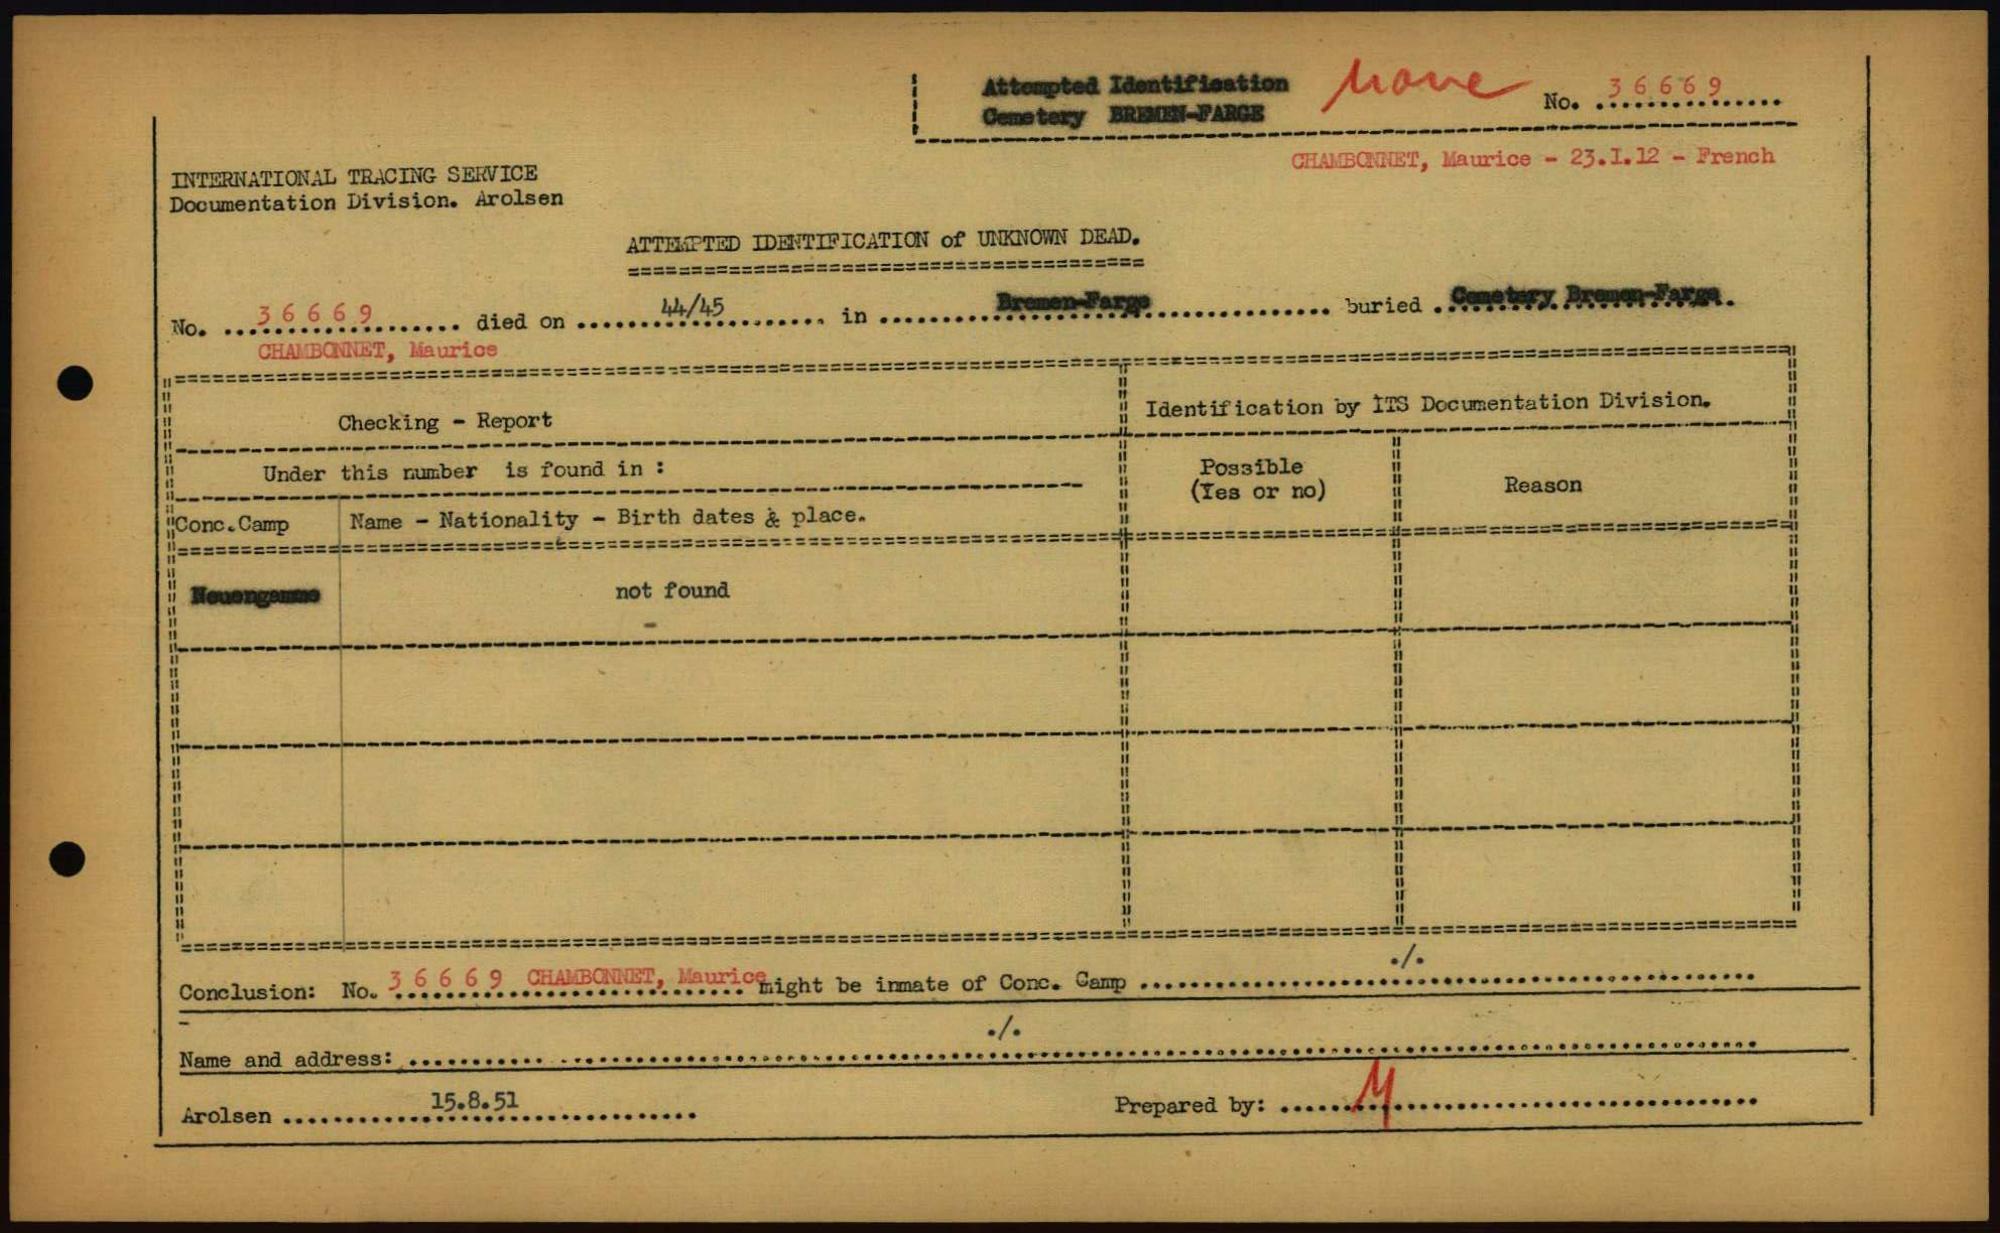 Attempted Identification
Cemetery BREMEN-FARGE
None
No. 36669
CHAMBONNET, Maurice - 23.I.12 - French
INTERNATIONAL TRACING SERVICE
Documentation Division. Arolsen
ATTEMPTED IDENTIFICATION of UNKNOWN DEAD.
No. 36669 died on 44/45 in Bremen-Farge buried Cemetery Bremen-Farge.
CHAMBONNET, Maurice
Checking - Report
Identification by ITS Documentation Division.
Under this number is found in :
Possible
(Yes or no)
Reason
Conc.Camp
Name - Nationality - Birth dates & place.
Neuengamme
not found
Conclusion: No. 36669 CHAMBONNET, Maurice might be inmate of Conc. Camp ./.
Name and address: ./.
Arolsen 15.8.51
Prepared by: